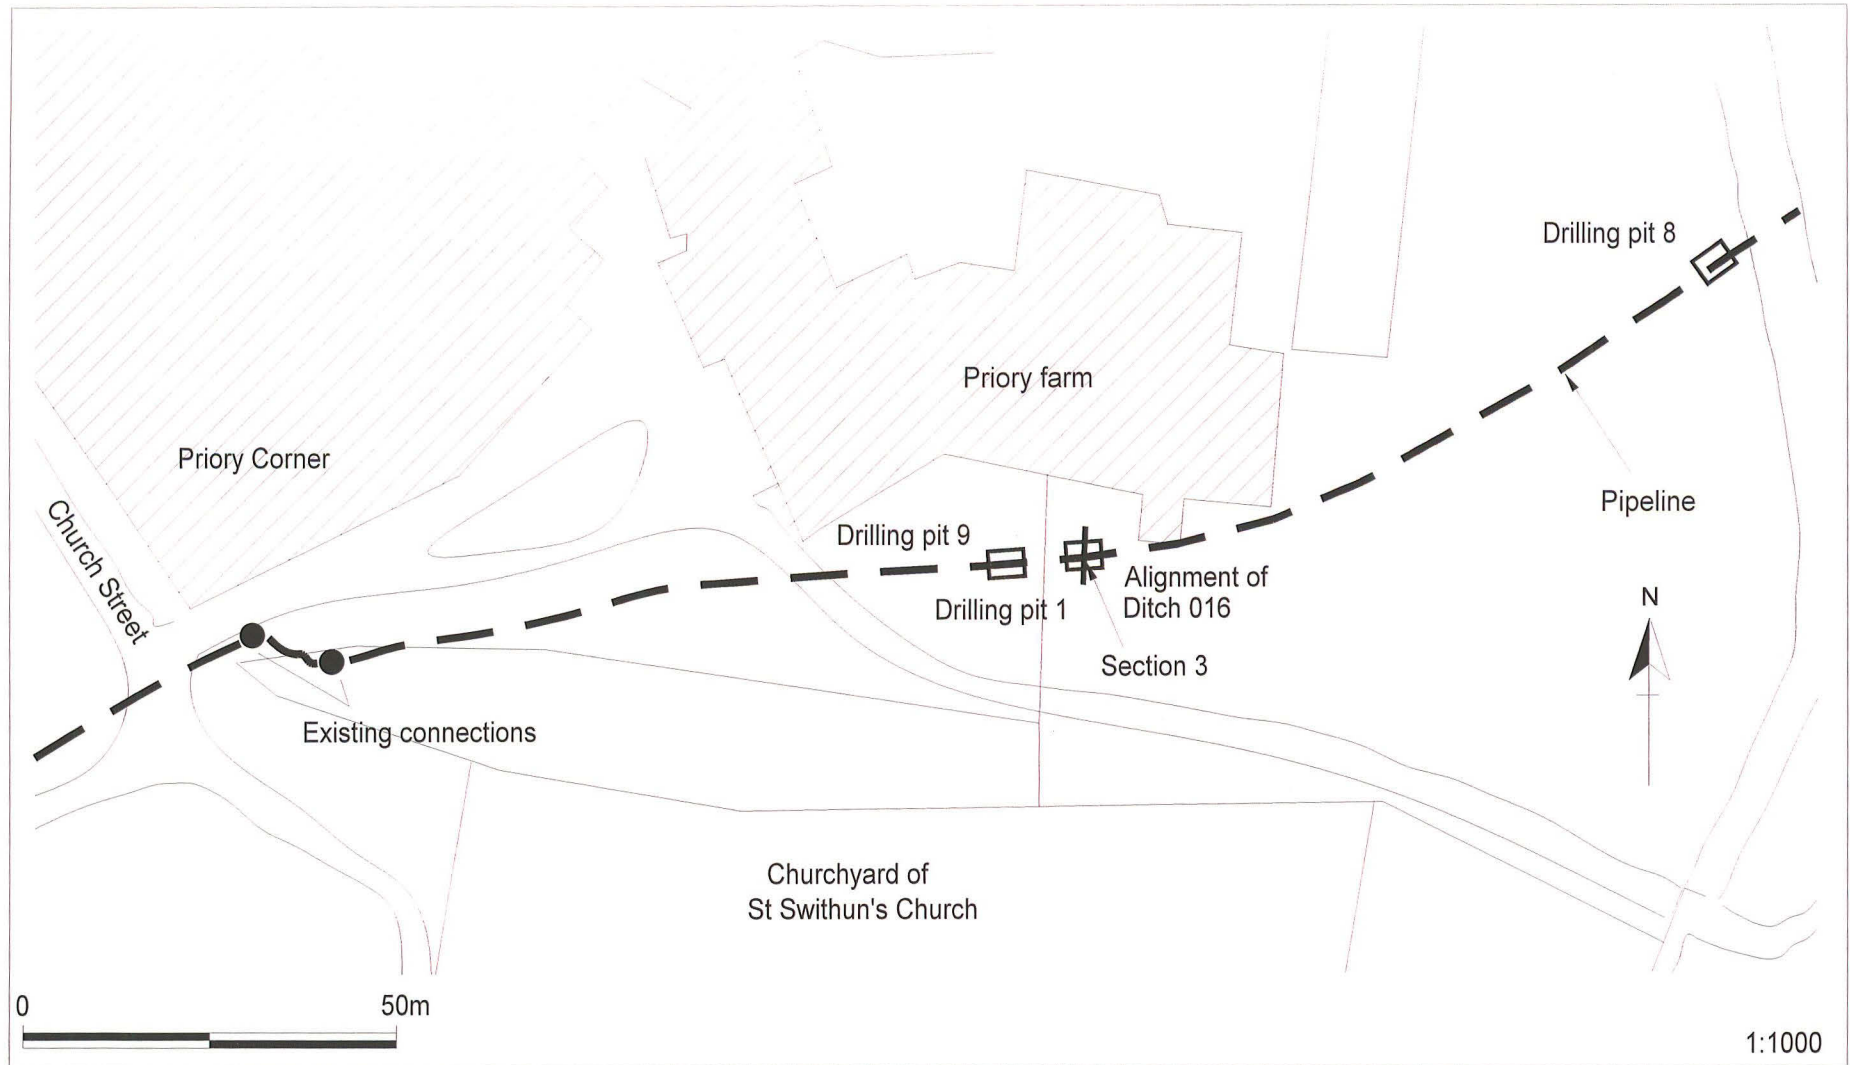 Drilling pit 8
Priory farm
Priory Corner
Pipeline
Church Street
Drilling pit 9
Alignment of
Ditch 016
Drilling pit 1
N
Section 3
Existing connections
Churchyard of
St Swithun's Church
0 50m
1:1000